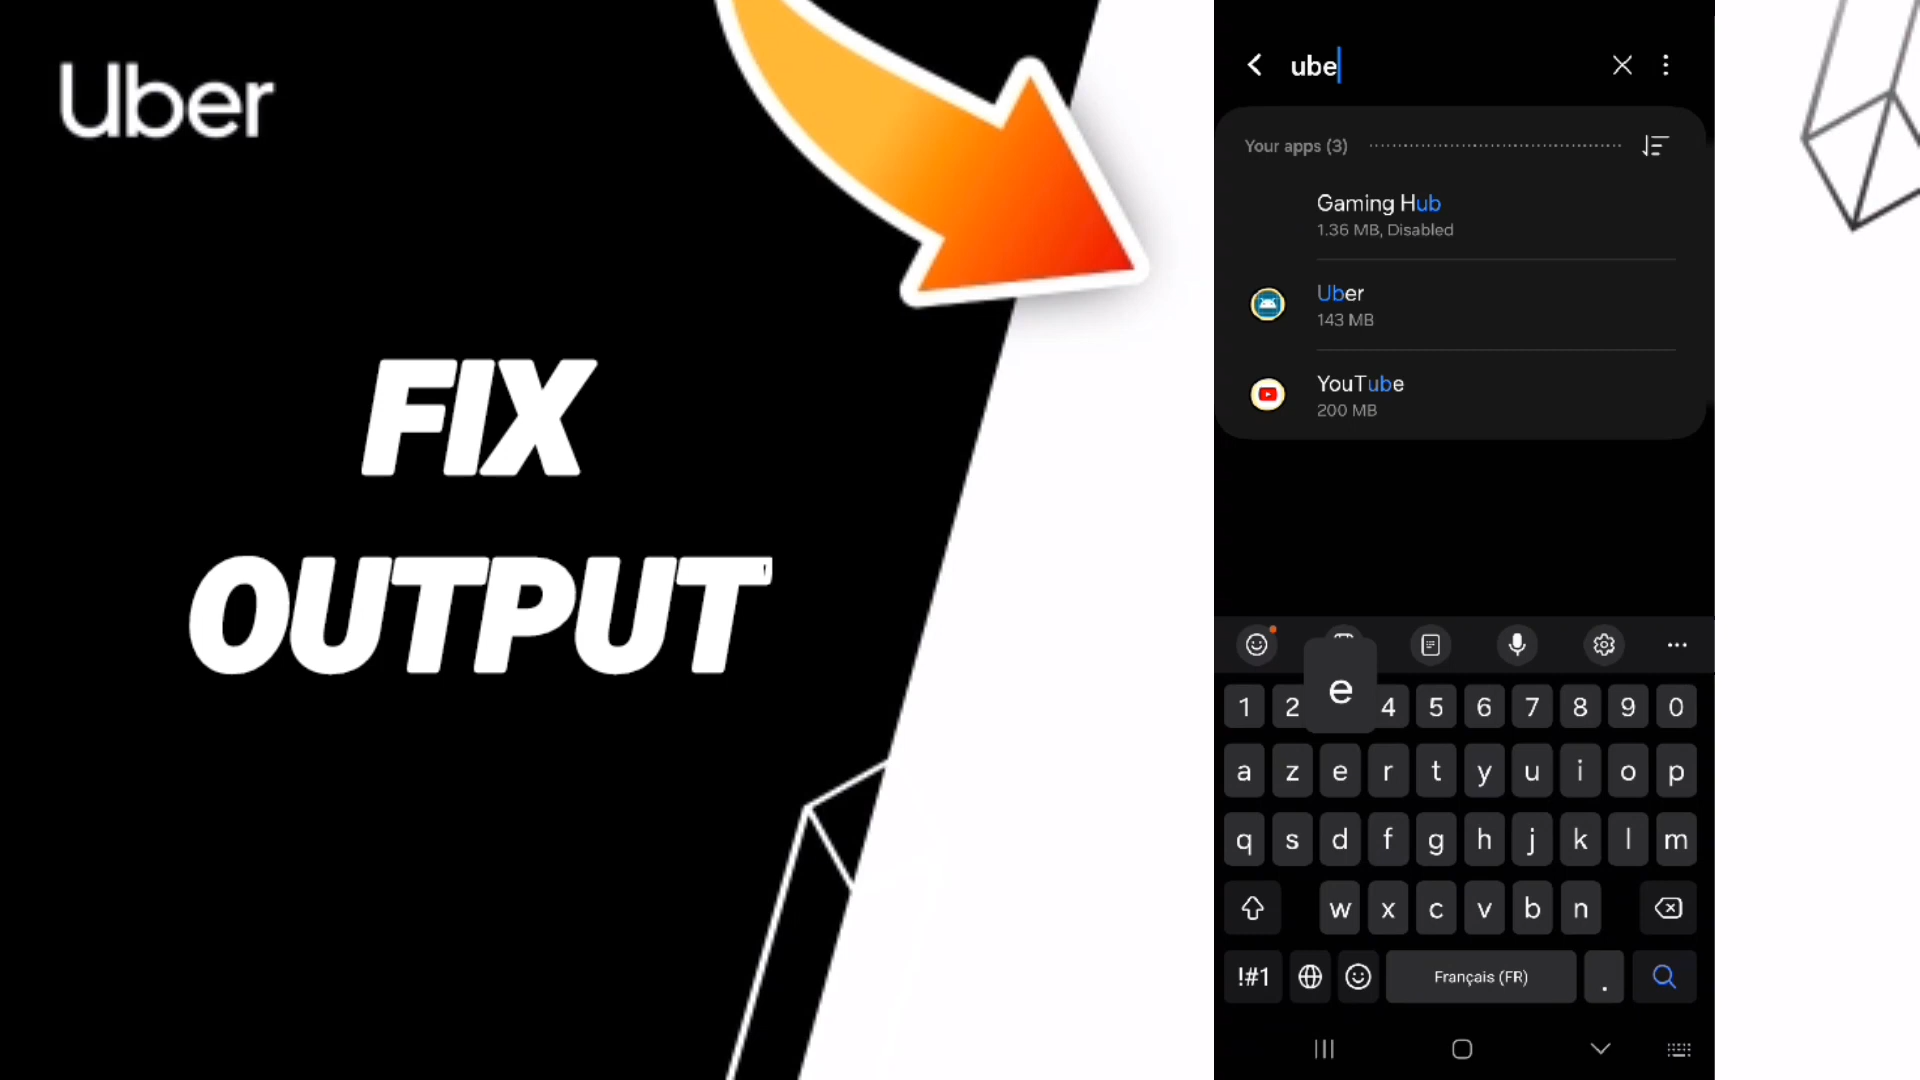 Uber
FIX
OUTPUT
ube
Your apps (3)
Gaming Hub
1.36 MB, Disabled
Uber
143 MB
YouTube
200 MB
e
1 2 4 5 6 7 8 9 0
a z e r t y u i o p
q s d f g h j k l m
w x c v b n
!#1 Français (FR) .